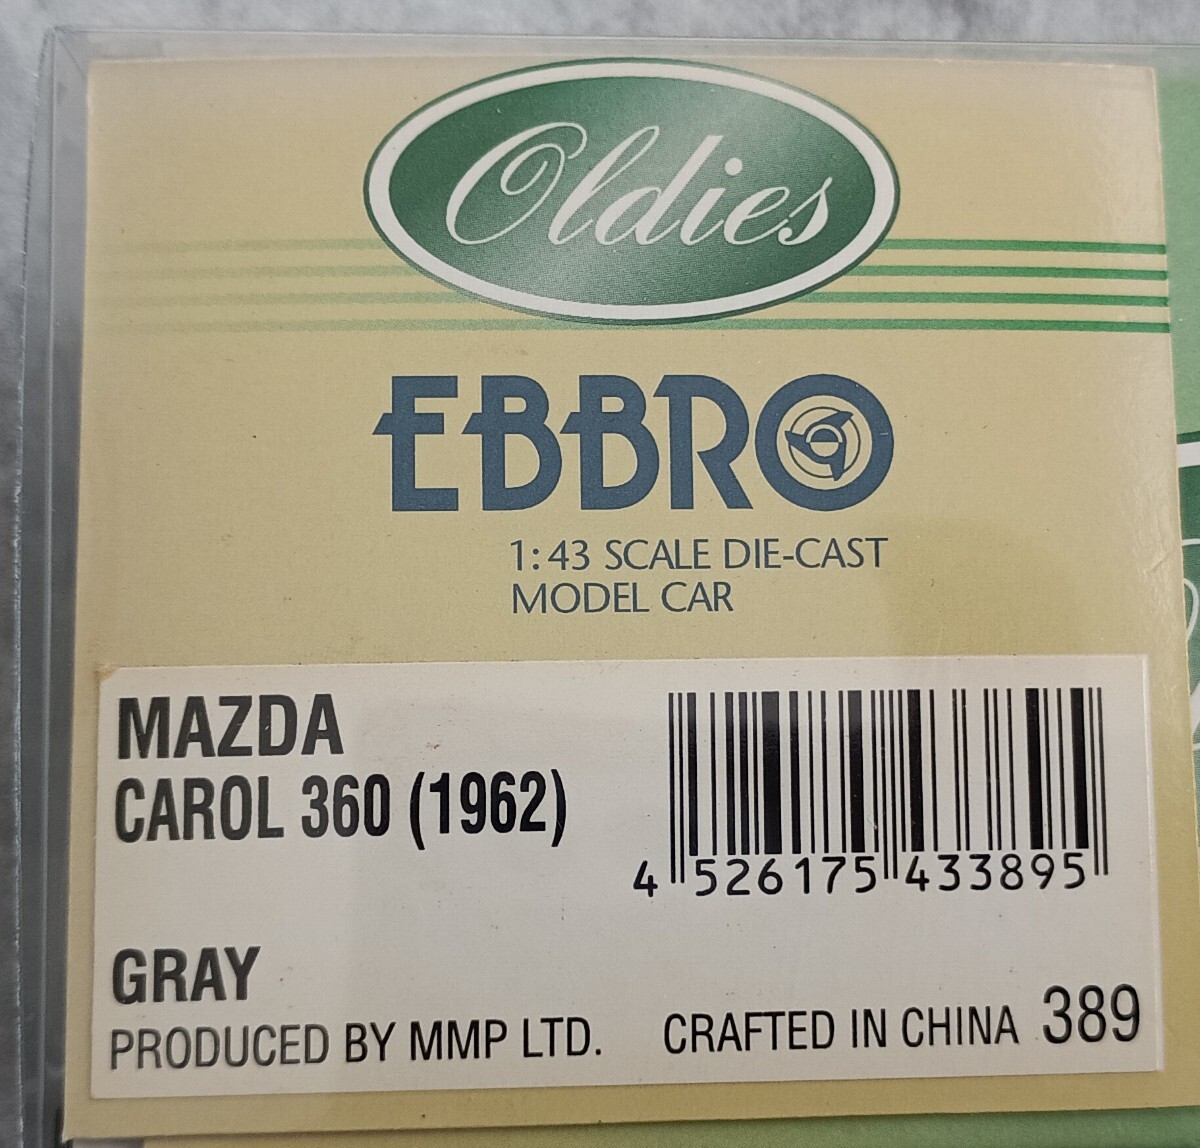 Oldies
EBBRO
1:43 SCALE DIE-CAST
MODEL CAR
MAZDA
CAROL 360 (1962)
4 526175 433895
GRAY
PRODUCED BY MMP LTD. CRAFTED IN CHINA 389